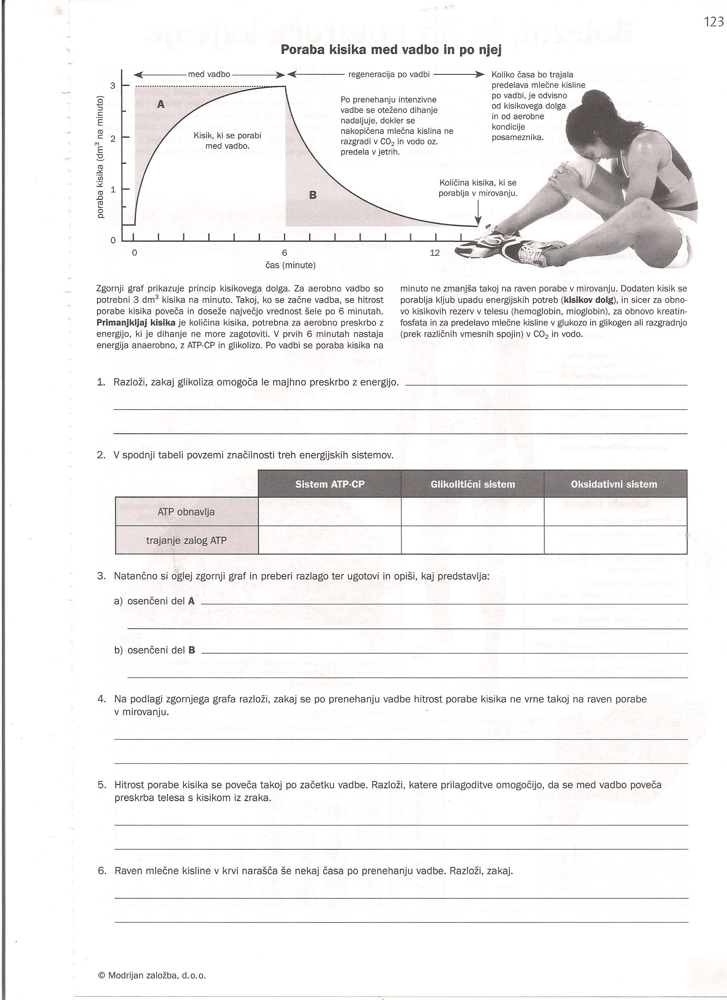 123
Poraba kisika med vadbo in po njej
med vadbo
regeneracija po vadbi
Koliko časa bo trajala
predelava mlečne kisline
po vadbi, je odvisno
od kisikovega dolga
in od aerobne
kondicije
posameznika.
poraba kisika (dm³ na minuto)
3
2
1
0
A
Kisik, ki se porabi
med vadbo.
Po prenehanju intenzivne
vadbe se oteženo dihanje
nadaljuje, dokler se
nakopičena mlečna kislina ne
razgradi v CO₂ in vodo oz.
predela v jetrih.
B
Količina kisika, ki se
porablja v mirovanju.
0
6
12
čas (minute)
Zgornji graf prikazuje princip kisikovega dolga. Za aerobno vadbo so
potrebni 3 dm³ kisika na minuto. Takoj, ko se začne vadba, se hitrost
porabe kisika poveča in doseže največjo vrednost šele po 6 minutah.
Primanjkljaj kisika je količina kisika, potrebna za aerobno preskrbo z
energijo, ki je dihanje ne more zagotoviti. V prvih 6 minutah nastaja
energija anaerobno, z ATP-CP in glikolizo. Po vadbi se poraba kisika na
minuto ne zmanjša takoj na raven porabe v mirovanju. Dodaten kisik se
porablja kljub upadu energijskih potreb (kisikov dolg), in sicer za obno-
vo kisikovih rezerv v telesu (hemoglobin, mioglobin), za obnovo kreatin-
fosfata in za predelavo mlečne kisline v glukozo in glikogen ali razgradnjo
(prek različnih vmesnih spojin) v CO₂ in vodo.
1. Razloži, zakaj glikoliza omogoča le majhno preskrbo z energijo.
2. V spodnji tabeli povzemi značilnosti treh energijskih sistemov.
Sistem ATP-CP
Glikolitični sistem
Oksidativni sistem
ATP obnavlja
trajanje zalog ATP
3. Natančno si oglej zgornji graf in preberi razlago ter ugotovi in opiši, kaj predstavlja:
a) osenčeni del A
b) osenčeni del B
4. Na podlagi zgornjega grafa razloži, zakaj se po prenehanju vadbe hitrost porabe kisika ne vrne takoj na raven porabe
v mirovanju.
5. Hitrost porabe kisika se poveča takoj po začetku vadbe. Razloži, katere prilagoditve omogočijo, da se med vadbo poveča
preskrba telesa s kisikom iz zraka.
6. Raven mlečne kisline v krvi narašča še nekaj časa po prenehanju vadbe. Razloži, zakaj.
© Modrijan založba, d.o.o.